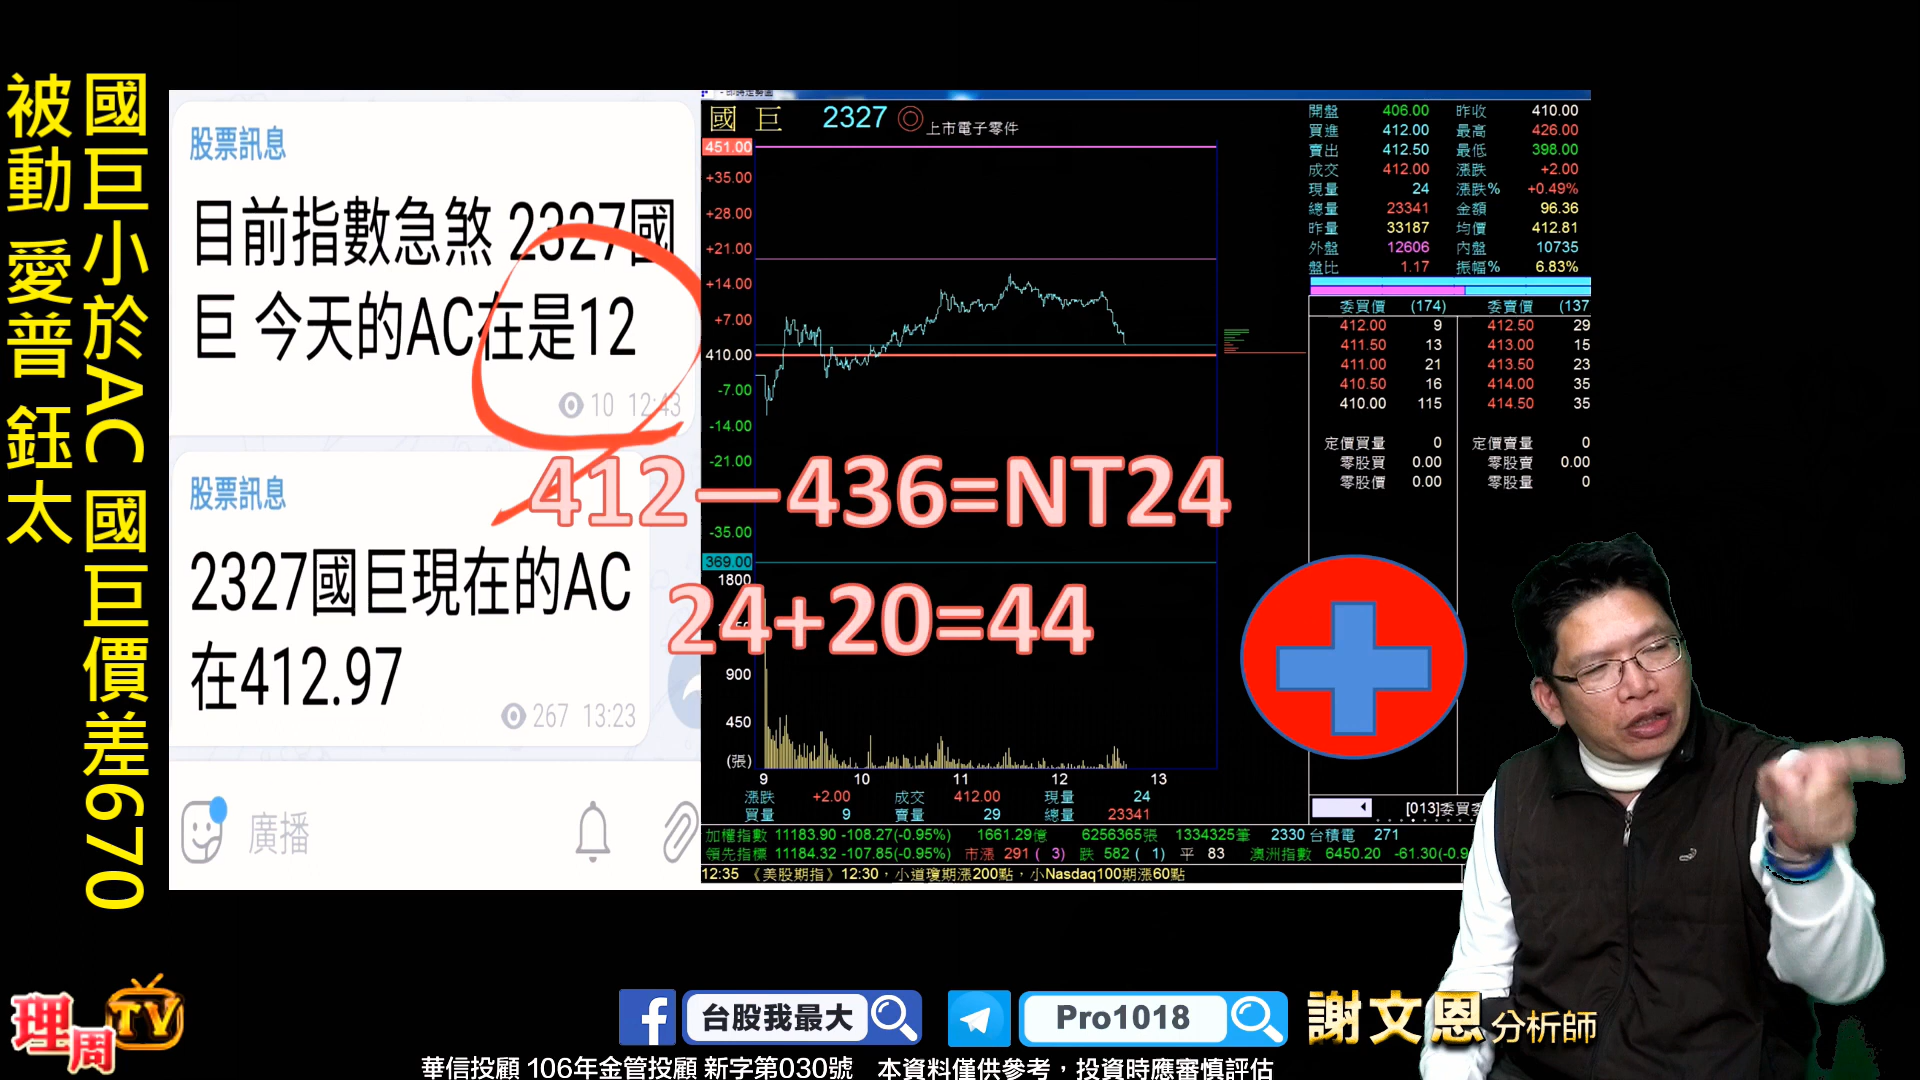 國巨小於AC 國巨價差670
被動 愛普 鈺太
股票訊息
目前指數急煞 2327國
巨 今天的AC在是12
10 12:43
股票訊息
2327國巨現在的AC
在412.97
267 13:23
廣播
國巨 2327 上市電子零件
451.00
+35.00
+28.00
+21.00
+14.00
+7.00
410.00
-7.00
-14.00
-21.00
-35.00
369.00
1800
900
450
(張)
9 10 11 12 13
412—436=NT24
24+20=44
開盤 406.00 昨收 410.00
買進 412.00 最高 426.00
賣出 412.50 最低 398.00
成交 412.00 漲跌 +2.00
現量 24 漲跌% +0.49%
總量 23341 金額 96.36
昨量 33187 均價 412.81
外盤 12606 內盤 10735
盤比 1.17 振幅% 6.83%
委買價 (174) 委賣價 (137
412.00 9 412.50 29
411.50 13 413.00 15
411.00 21 413.50 23
410.50 16 414.00 35
410.00 115 414.50 35
定價買量 0 定價賣量 0
零股買 0.00 零股賣 0.00
零股價 0.00 零股量 0
[013]委買委
漲跌 +2.00 成交 412.00 現量 24
買量 9 賣量 29 總量 23341
加權指數 11183.90 -108.27(-0.95%) 1661.29億 6256365張 1334325筆 2330 台積電 271
領先指標 11184.32 -107.85(-0.95%) 市漲 291 ( 3) 跌 582 ( 1) 平 83 澳洲指數 6450.20 -61.30(-0.9
12:35 《美股期指》12:30，小道瓊期漲200點，小Nasdaq100期漲60點
理周TV
台股我最大
Pro1018
謝文恩 分析師
華信投顧 106年金管投顧 新字第030號 本資料僅供參考，投資時應審慎評估